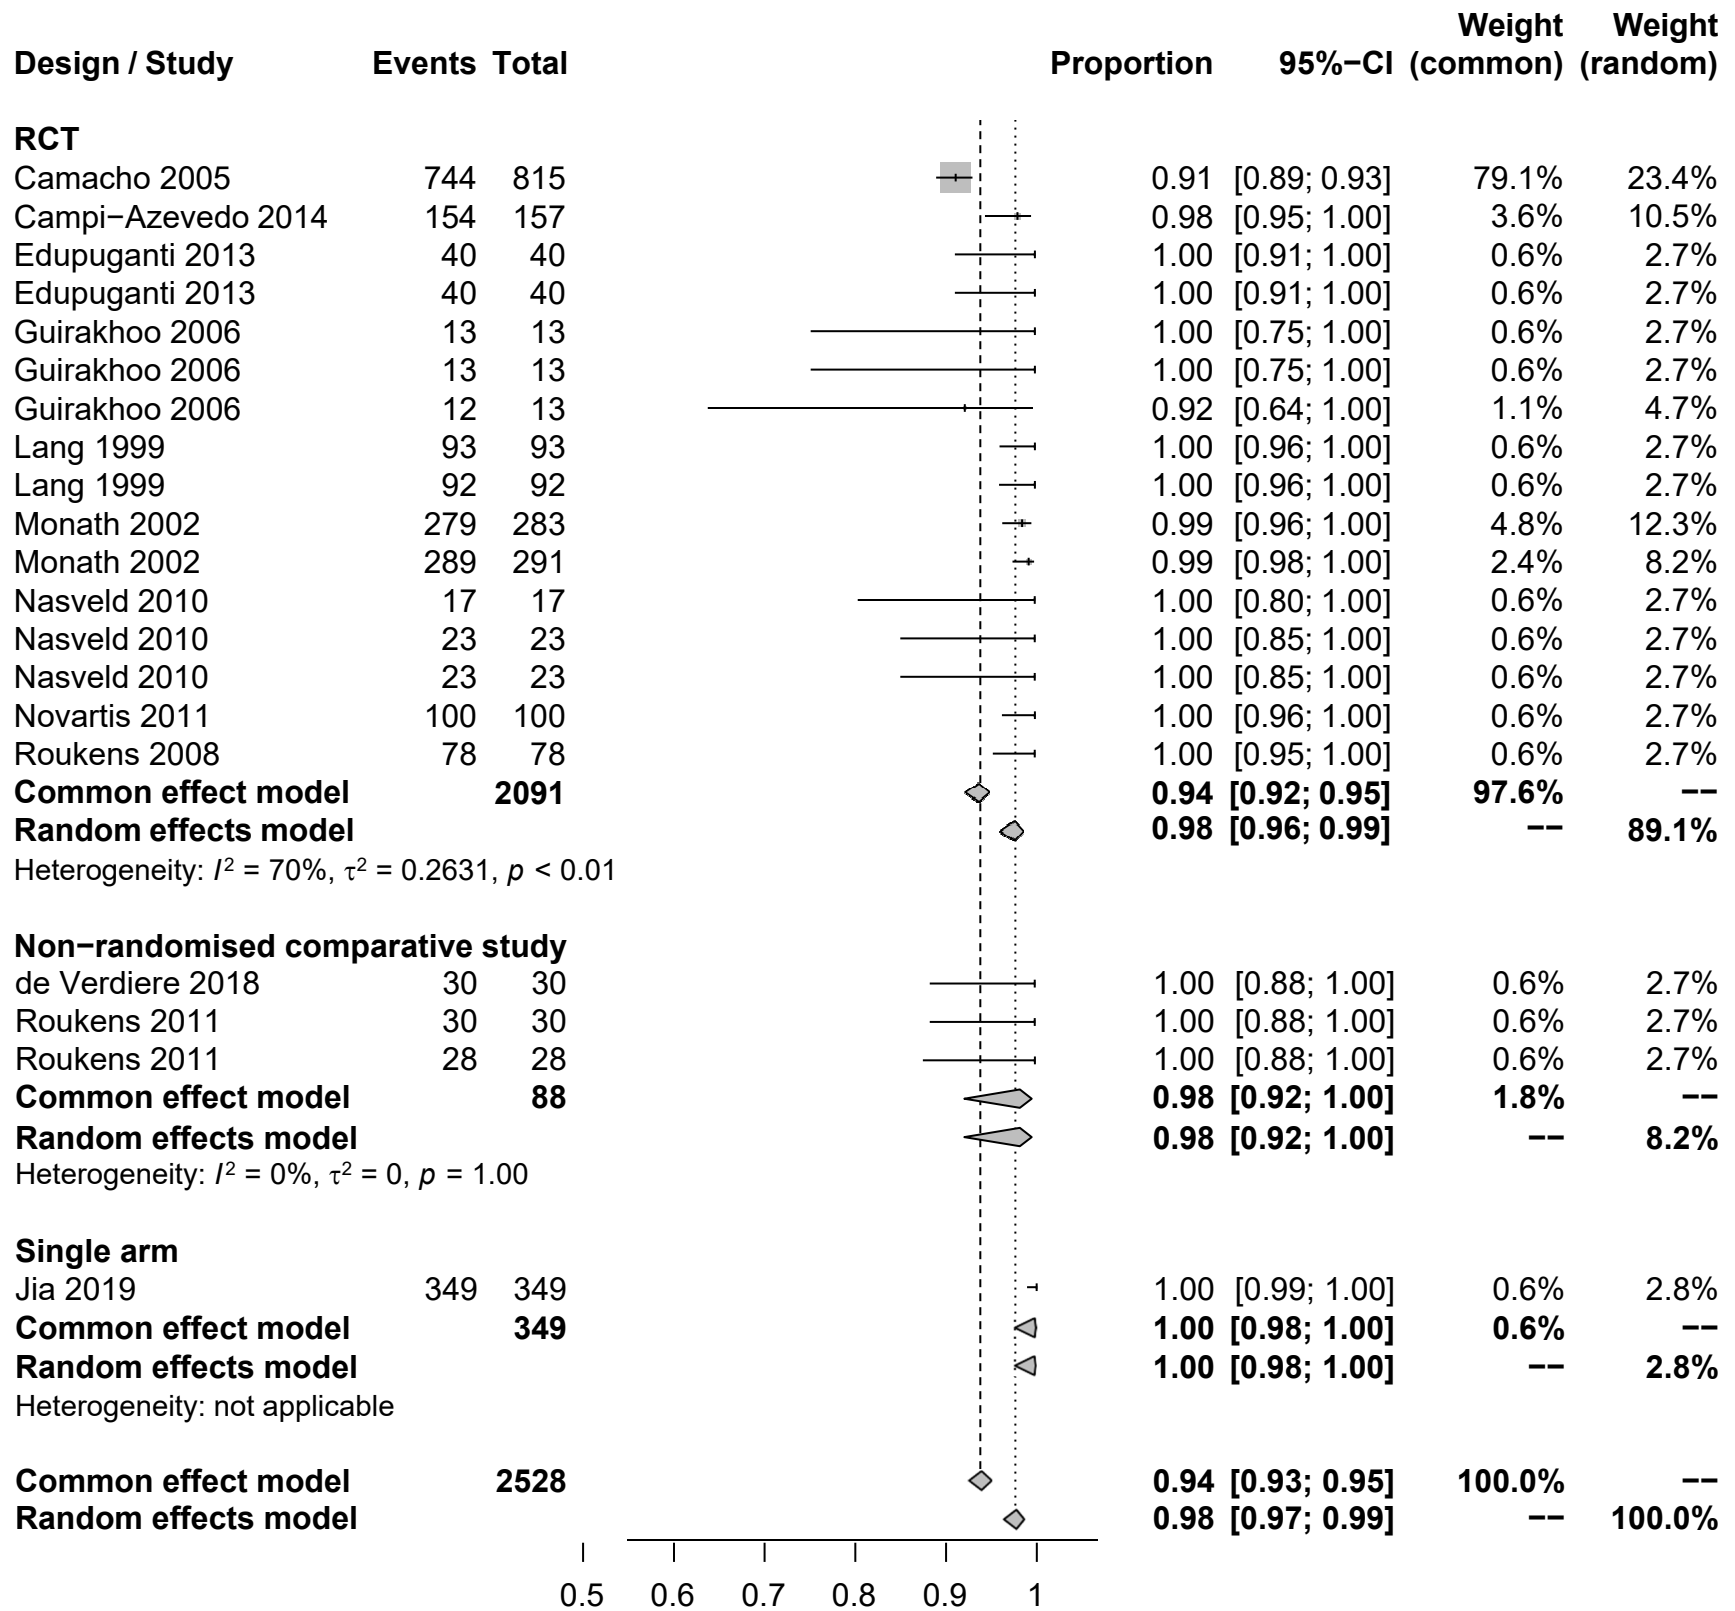 Weight Weight
Design / Study Events Total Proportion 95%−CI (common) (random)
RCT
Camacho 2005 744 815 0.91 [0.89; 0.93] 79.1% 23.4%
Campi−Azevedo 2014 154 157 0.98 [0.95; 1.00] 3.6% 10.5%
Edupuganti 2013 40 40 1.00 [0.91; 1.00] 0.6% 2.7%
Edupuganti 2013 40 40 1.00 [0.91; 1.00] 0.6% 2.7%
Guirakhoo 2006 13 13 1.00 [0.75; 1.00] 0.6% 2.7%
Guirakhoo 2006 13 13 1.00 [0.75; 1.00] 0.6% 2.7%
Guirakhoo 2006 12 13 0.92 [0.64; 1.00] 1.1% 4.7%
Lang 1999 93 93 1.00 [0.96; 1.00] 0.6% 2.7%
Lang 1999 92 92 1.00 [0.96; 1.00] 0.6% 2.7%
Monath 2002 279 283 0.99 [0.96; 1.00] 4.8% 12.3%
Monath 2002 289 291 0.99 [0.98; 1.00] 2.4% 8.2%
Nasveld 2010 17 17 1.00 [0.80; 1.00] 0.6% 2.7%
Nasveld 2010 23 23 1.00 [0.85; 1.00] 0.6% 2.7%
Nasveld 2010 23 23 1.00 [0.85; 1.00] 0.6% 2.7%
Novartis 2011 100 100 1.00 [0.96; 1.00] 0.6% 2.7%
Roukens 2008 78 78 1.00 [0.95; 1.00] 0.6% 2.7%
Common effect model 2091 0.94 [0.92; 0.95] 97.6% −−
Random effects model 0.98 [0.96; 0.99] −− 89.1%
Heterogeneity: I² = 70%, τ² = 0.2631, p < 0.01
Non−randomised comparative study
de Verdiere 2018 30 30 1.00 [0.88; 1.00] 0.6% 2.7%
Roukens 2011 30 30 1.00 [0.88; 1.00] 0.6% 2.7%
Roukens 2011 28 28 1.00 [0.88; 1.00] 0.6% 2.7%
Common effect model 88 0.98 [0.92; 1.00] 1.8% −−
Random effects model 0.98 [0.92; 1.00] −− 8.2%
Heterogeneity: I² = 0%, τ² = 0, p = 1.00
Single arm
Jia 2019 349 349 1.00 [0.99; 1.00] 0.6% 2.8%
Common effect model 349 1.00 [0.98; 1.00] 0.6% −−
Random effects model 1.00 [0.98; 1.00] −− 2.8%
Heterogeneity: not applicable
Common effect model 2528 0.94 [0.93; 0.95] 100.0% −−
Random effects model 0.98 [0.97; 0.99] −− 100.0%
0.5 0.6 0.7 0.8 0.9 1